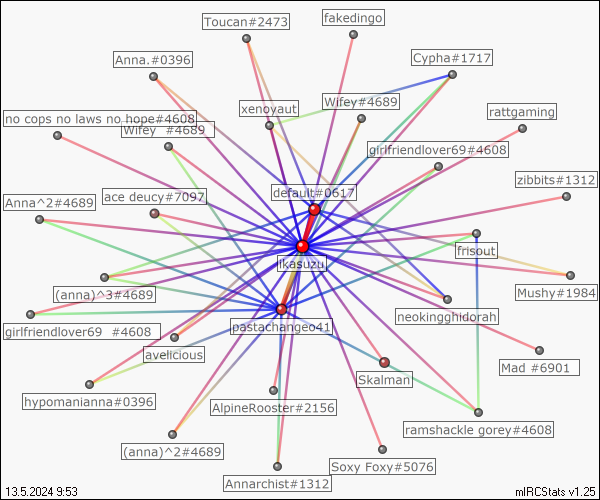 Toucan#2473
fakedingo
Anna.#0396
Cypha#1717
xenoyaut
Wifey#4689
rattgaming
no cops no laws no hope#4608
Wifey  #4689
girlfriendlover69#4608
zibbits#1312
default#0617
ace deucy#7097
Anna^2#4689
frisout
ikasuzu
Mushy#1984
(anna)^3#4689
neokingghidorah
girlfriendlover69  #4608
pastachangeo41
avelicious
Mad #6901
Skalman
hypomanianna#0396
AlpineRooster#2156
ramshackle gorey#4608
(anna)^2#4689
Soxy Foxy#5076
Annarchist#1312
13.5.2024 9:53
mIRCStats v1.25